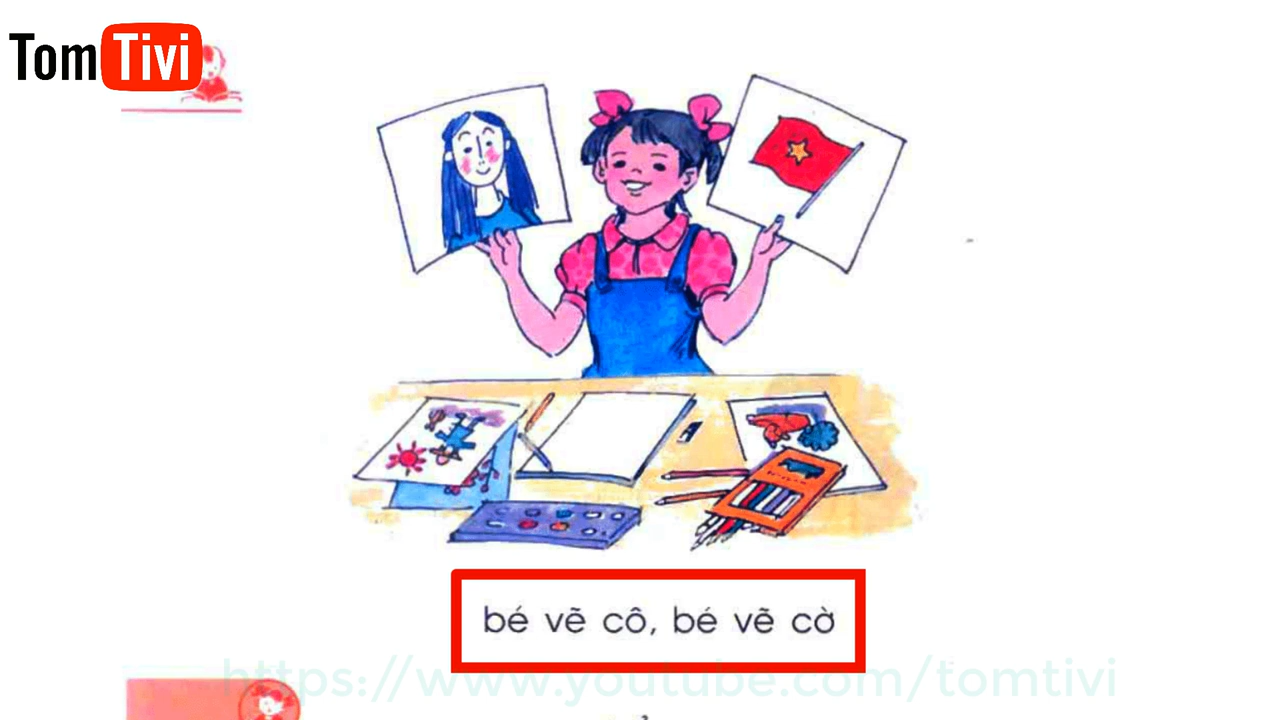 TomTivi
bé vẽ cô, bé vẽ cờ
https://www.youtube.com/tomtivi